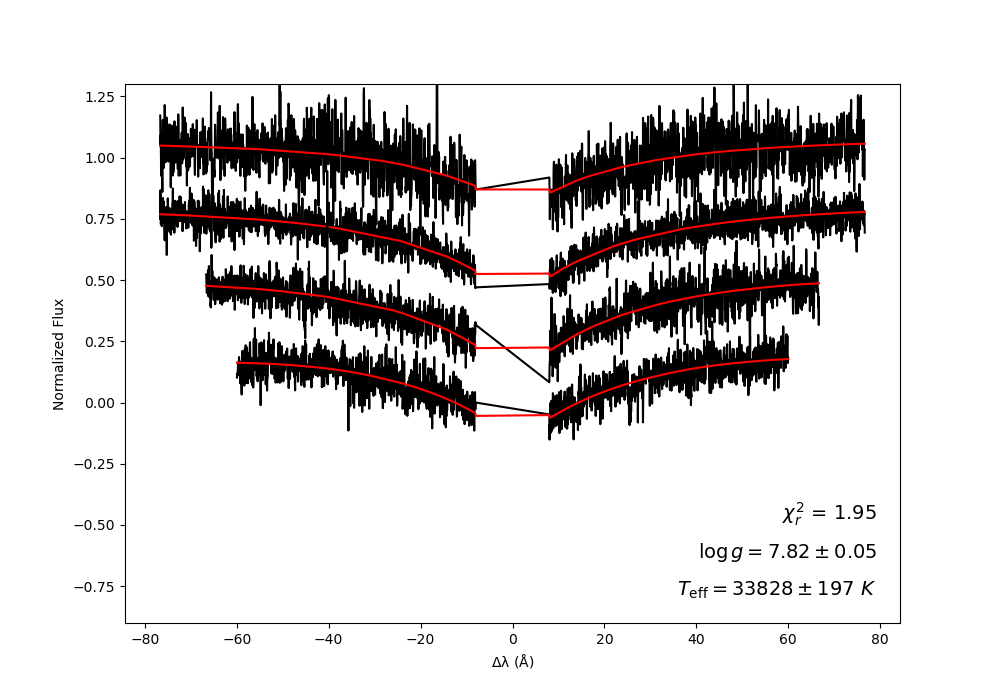 1.25
1.00
0.75
0.50
0.25
0.00
−0.25
−0.50
−0.75
Normalized Flux
χ²ᵣ = 1.95
log g = 7.82 ± 0.05
T_eff = 33828 ± 197 K
−80 −60 −40 −20 0 20 40 60 80
Δλ (Å)